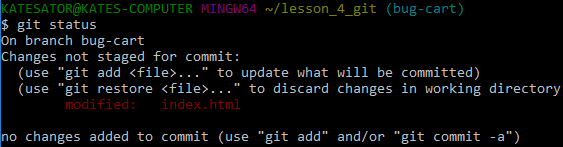 KATESATOR@KATES-COMPUTER MINGW64 ~/lesson_4_git (bug-cart)
$ git status
On branch bug-cart
Changes not staged for commit:
  (use "git add <file>..." to update what will be committed)
  (use "git restore <file>..." to discard changes in working directory
        modified:   index.html

no changes added to commit (use "git add" and/or "git commit -a")